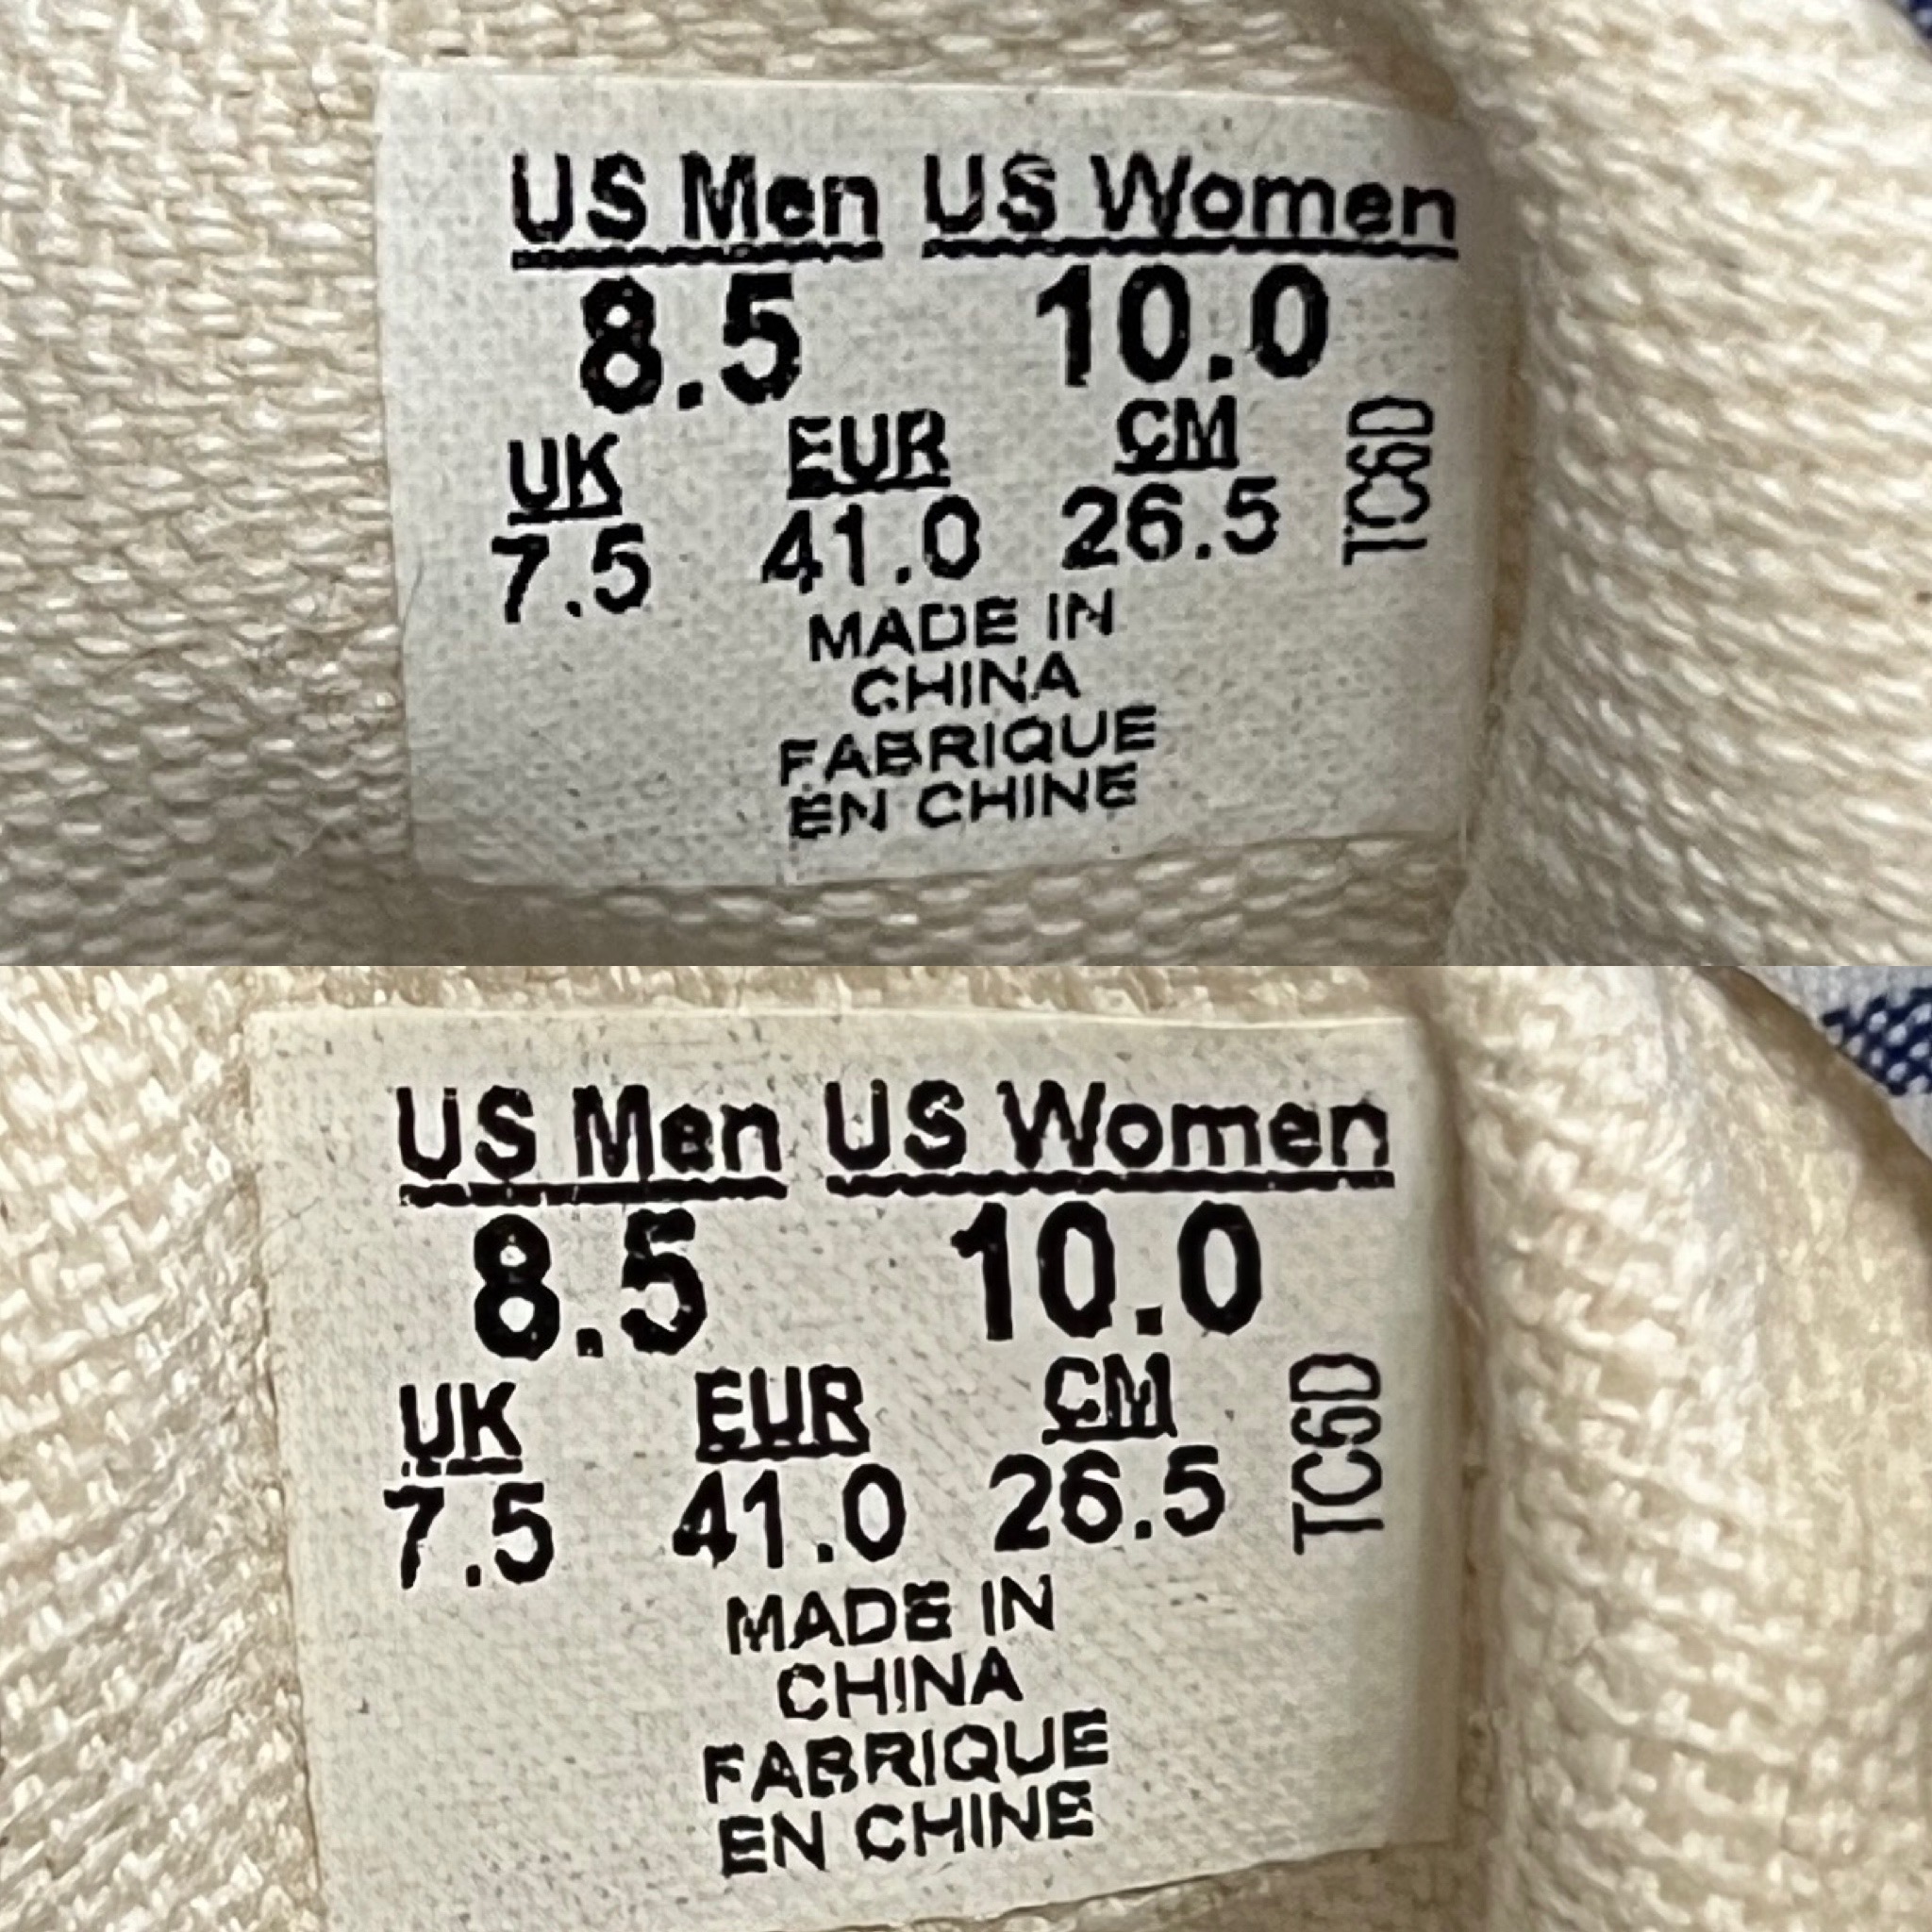 US Men US Women
8.5 10.0
UK EUR CM
7.5 41.0 26.5
TC6D
MADE IN
CHINA
FABRIQUE
EN CHINE
US Men US Women
8.5 10.0
UK EUR CM
7.5 41.0 26.5
TC6D
MADE IN
CHINA
FABRIQUE
EN CHINE